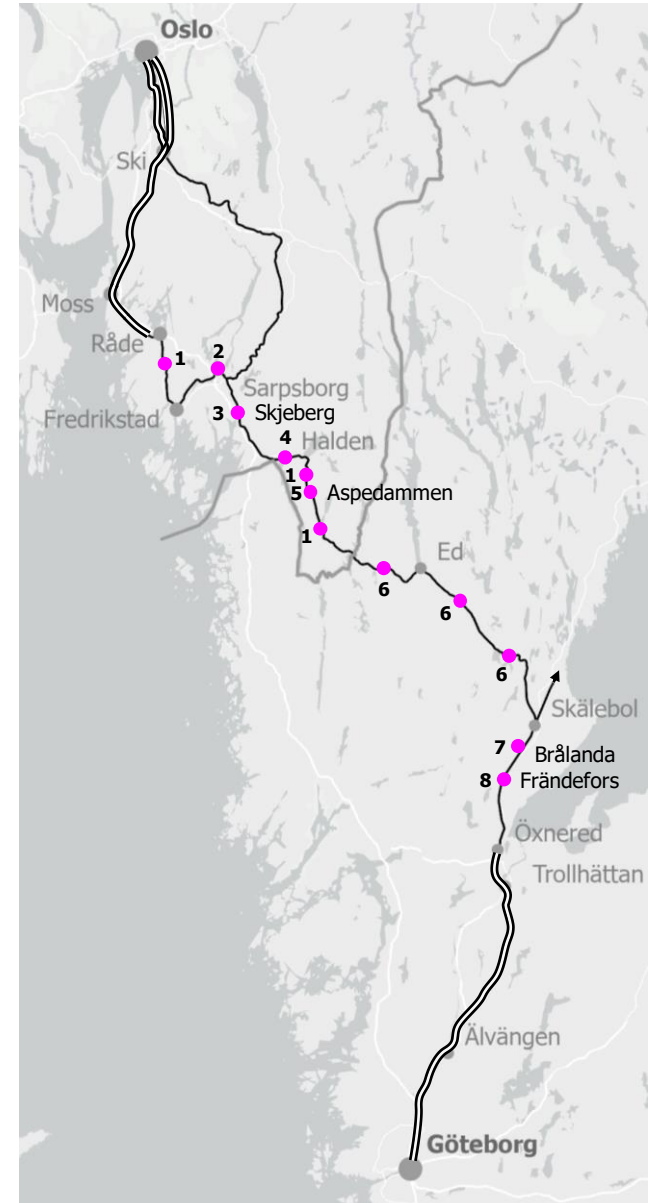 Oslo
Ski
Moss
Råde
1
2
Sarpsborg
Fredrikstad
3 Skjeberg
4
Halden
1
5 Aspedammen
1
Ed
6
6
6
Skälebol
7
Brålanda
8 Frändefors
Öxnered
Trollhättan
Älvängen
Göteborg